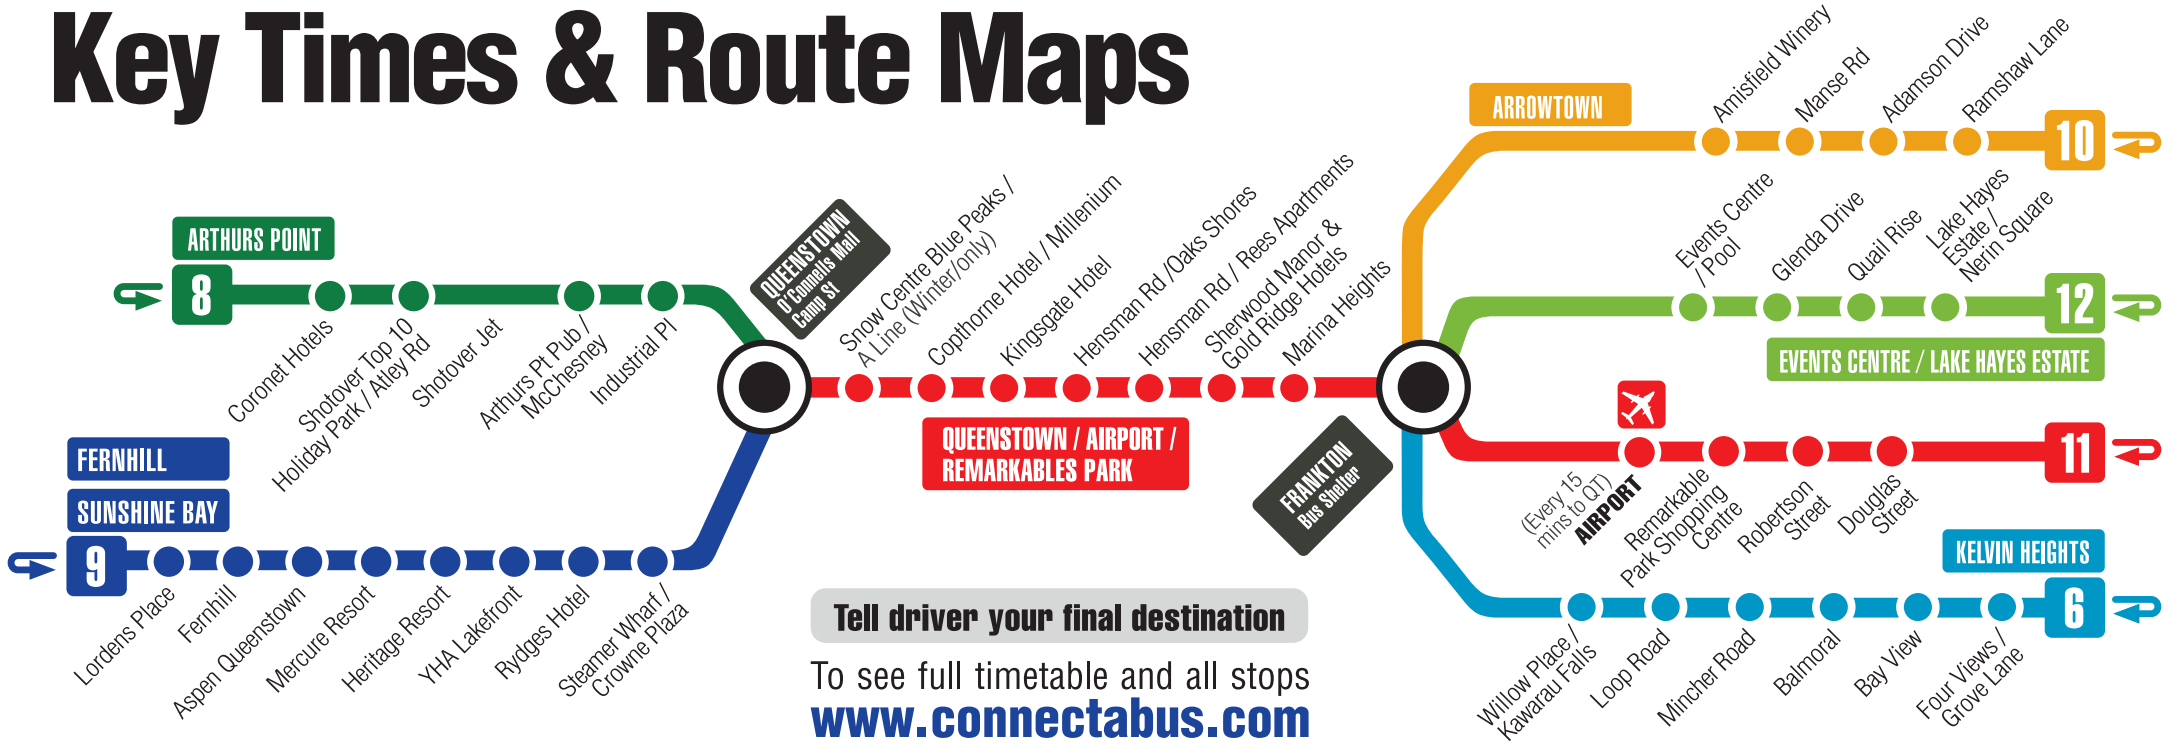 Key Times & Route Maps
ARTHURS POINT
8
Coronet Hotels
Shotover Top 10
Holiday Park / Atley Rd
Shotover Jet
Arthurs Pt Pub /
McChesney
Industrial Pl
FERNHILL
SUNSHINE BAY
9
Lordens Place
Fernhill
Aspen Queenstown
Mercure Resort
Heritage Resort
YHA Lakefront
Rydges Hotel
Steamer Wharf /
Crowne Plaza
QUEENSTOWN
O'Connells Mall
Camp St
Snow Centre Blue Peaks /
A Line (Winter/only)
Copthorne Hotel / Millenium
Kingsgate Hotel
Hensman Rd /Oaks Shores
Hensman Rd / Rees Apartments
Sherwood Manor &
Gold Ridge Hotels
Marina Heights
QUEENSTOWN / AIRPORT /
REMARKABLES PARK
FRANKTON
Bus Shelter
ARROWTOWN
Amisfield Winery
Manse Rd
Adamson Drive
Ramshaw Lane
10
Events Centre
/ Pool
Glenda Drive
Quail Rise
Lake Hayes
Estate /
Nerin Square
12
EVENTS CENTRE / LAKE HAYES ESTATE
(Every 15
mins to QT)
AIRPORT
Remarkable
Park Shopping
Centre
Robertson
Street
Douglas
Street
11
KELVIN HEIGHTS
6
Willow Place /
Kawarau Falls
Loop Road
Mincher Road
Balmoral
Bay View
Four Views /
Grove Lane
Tell driver your final destination
To see full timetable and all stops
www.connectabus.com